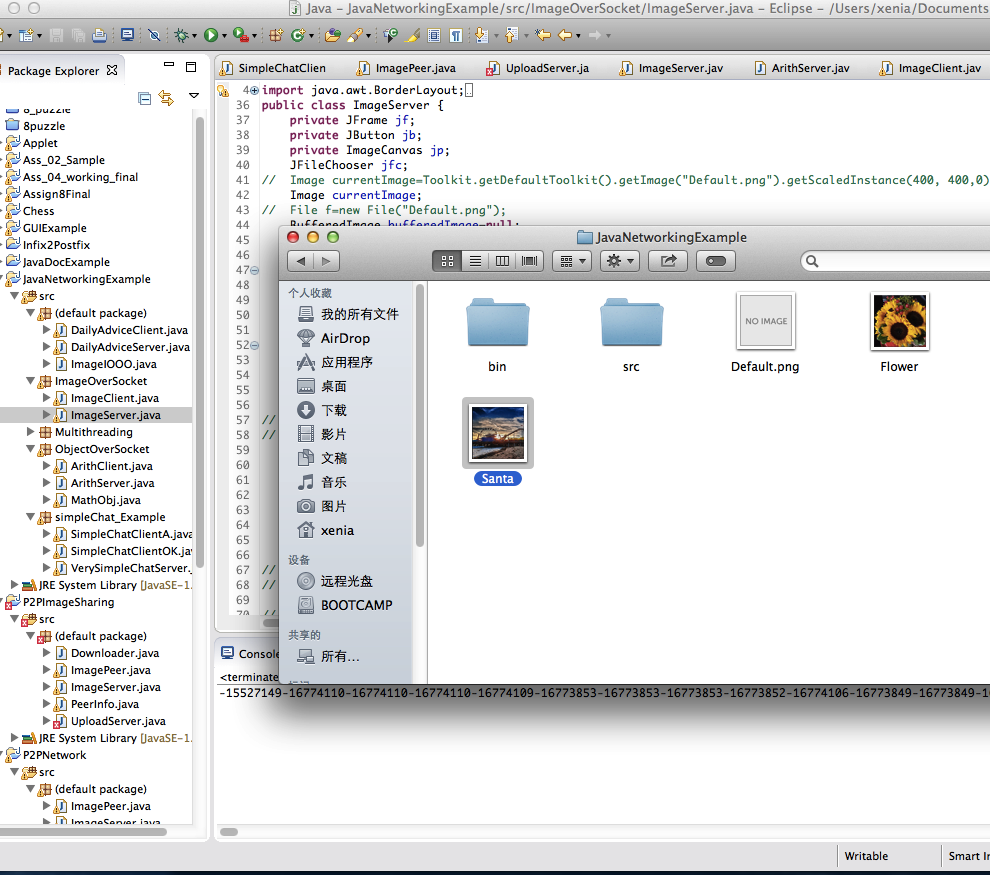 Java – JavaNetworkingExample/src/ImageOverSocket/ImageServer.java – Eclipse – /Users/xenia/Documents
Package Explorer
8_puzzle
8puzzle
Applet
Ass_02_Sample
Ass_04_working_final
Assign8Final
Chess
GUIExample
Infix2Postfix
JavaDocExample
JavaNetworkingExample
src
(default package)
DailyAdviceClient.java
DailyAdviceServer.java
ImageIOOO.java
ImageOverSocket
ImageClient.java
ImageServer.java
Multithreading
ObjectOverSocket
ArithClient.java
ArithServer.java
MathObj.java
simpleChat_Example
SimpleChatClientA.java
SimpleChatClientOK.jav
VerySimpleChatServer.
JRE System Library [JavaSE-1.
P2PImageSharing
src
(default package)
Downloader.java
ImagePeer.java
ImageServer.java
PeerInfo.java
UploadServer.java
JRE System Library [JavaSE-1.
P2PNetwork
src
(default package)
ImagePeer.java
ImageServer.java
SimpleChatClien
ImagePeer.java
UploadServer.ja
ImageServer.jav
ArithServer.jav
ImageClient.jav
4 import java.awt.BorderLayout;
36 public class ImageServer {
37 private JFrame jf;
38 private JButton jb;
39 private ImageCanvas jp;
40 JFileChooser jfc;
41 // Image currentImage=Toolkit.getDefaultToolkit().getImage("Default.png").getScaledInstance(400, 400,0)
42 Image currentImage;
43 // File f=new File("Default.png");
44 BufferedImage bufferedImage=null;
45
46
47
48
49
50
51
52
53
54
55
56
57 //
58 //
59
60
61
62
63
64
65
66
67 //
68 //
69
70 //
JavaNetworkingExample
个人收藏
我的所有文件
AirDrop
应用程序
桌面
下载
影片
文稿
音乐
图片
xenia
设备
远程光盘
BOOTCAMP
共享的
所有…
bin
src
NO IMAGE
Default.png
Flower
Santa
Console
<terminate
-15527149-16774110-16774110-16774110-16774109-16773853-16773853-16773853-16773852-16774106-16773849-16773849-16
Writable
Smart In